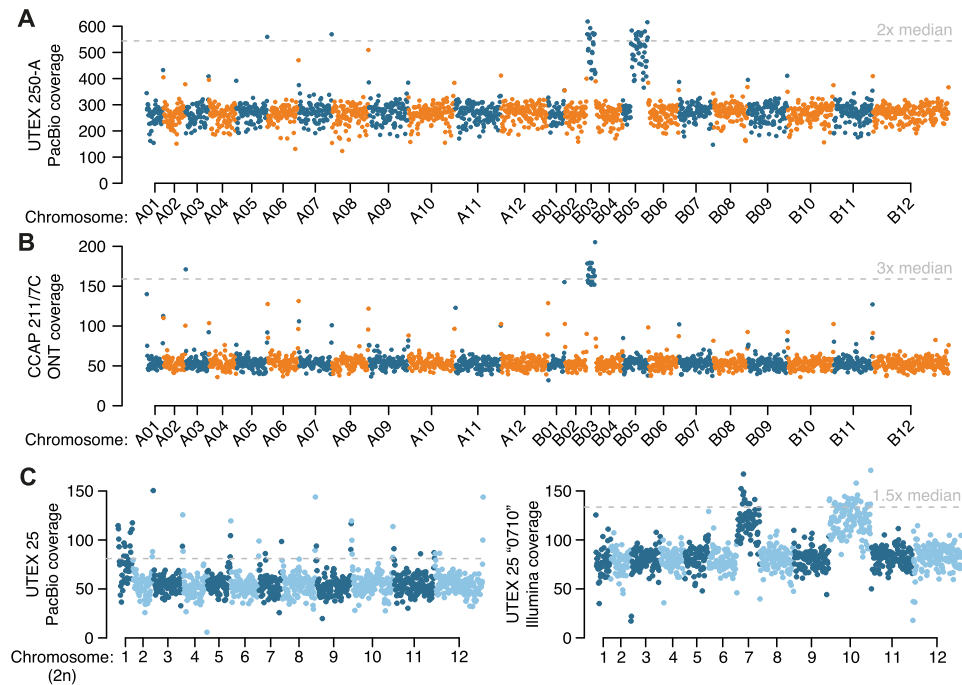 A
UTEX 250-A
PacBio coverage
600
500
400
300
200
100
0
2x median
Chromosome: A01 A02 A03 A04 A05 A06 A07 A08 A09 A10 A11 A12 B01 B02 B03 B04 B05 B06 B07 B08 B09 B10 B11 B12
B
CCAP 211/7C
ONT coverage
200
150
100
50
0
3x median
Chromosome: A01 A02 A03 A04 A05 A06 A07 A08 A09 A10 A11 A12 B01 B02 B03 B04 B05 B06 B07 B08 B09 B10 B11 B12
C
UTEX 25
PacBio coverage
150
100
50
0
Chromosome: 1 2 3 4 5 6 7 8 9 10 11 12
(2n)
UTEX 25 “0710”
Illumina coverage
150
100
50
0
1.5x median
1 2 3 4 5 6 7 8 9 10 11 12